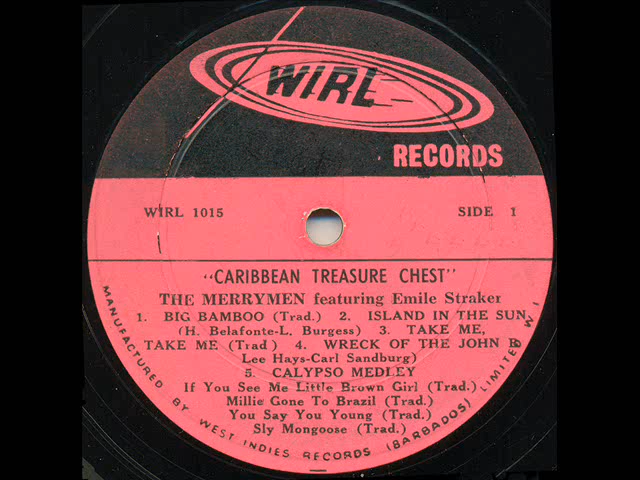 WIRL
RECORDS
WIRL 1015 SIDE 1
"CARIBBEAN TREASURE CHEST"
THE MERRYMEN featuring Emile Straker
1. BIG BAMBOO (Trad.) 2. ISLAND IN THE SUN
(H. Belafonte-L. Burgess) 3. TAKE ME,
TAKE ME (Trad) 4. WRECK OF THE JOHN B
Lee Hays-Carl Sandburg)
5. CALYPSO MEDLEY
If You See Me Little Brown Girl (Trad.)
Millie Gone To Brazil (Trad.)
You Say You Young (Trad.)
Sly Mongoose (Trad.)
MANUFACTURED BY WEST INDIES RECORDS (BARBADOS) LIMITED W I